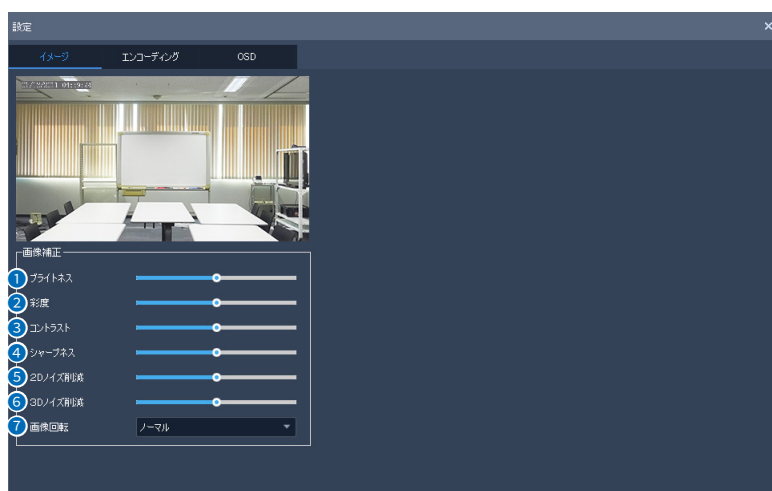 設定 ×
イメージ エンコーディング OSD
画像補正
1 ブライトネス
2 彩度
3 コントラスト
4 シャープネス
5 2Dノイズ削減
6 3Dノイズ削減
7 画像回転 ノーマル